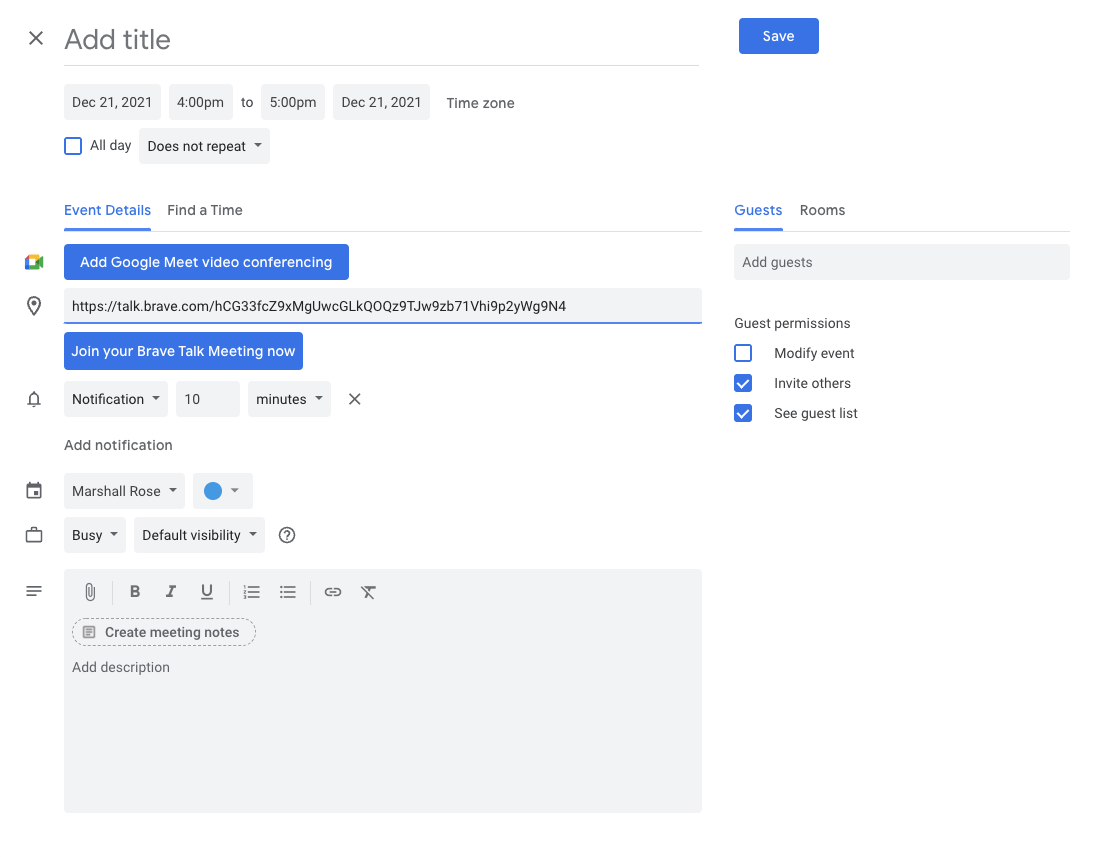 Add title
Save
Dec 21, 2021 4:00pm to 5:00pm Dec 21, 2021 Time zone
All day Does not repeat
Event Details Find a Time
Guests Rooms
Add Google Meet video conferencing
Add guests
https://talk.brave.com/hCG33fcZ9xMgUwcGLkQOQz9TJw9zb71Vhi9p2yWg9N4
Join your Brave Talk Meeting now
Guest permissions
Modify event
Invite others
See guest list
Notification 10 minutes
Add notification
Marshall Rose
Busy Default visibility
B I U
Create meeting notes
Add description